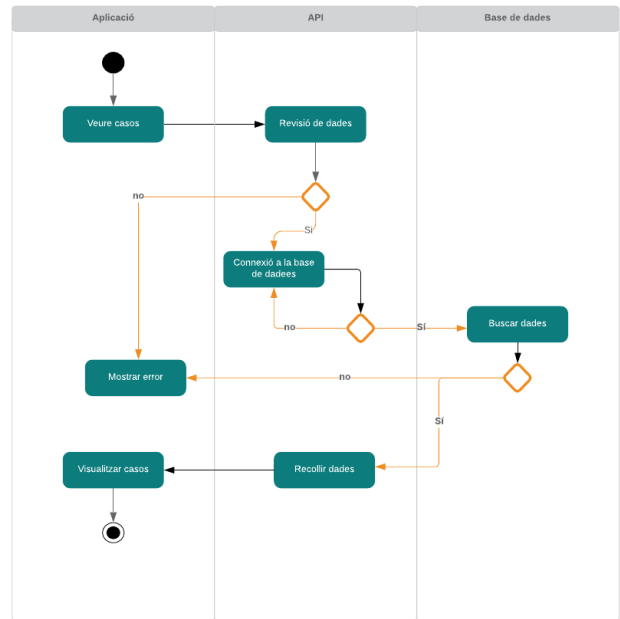 Aplicació
API
Base de dades
Veure casos
Revisió de dades
no
Si
Connexió a la base
de dadees
no
Sí
Buscar dades
Mostrar error
no
Sí
Visualitzar casos
Recollir dades